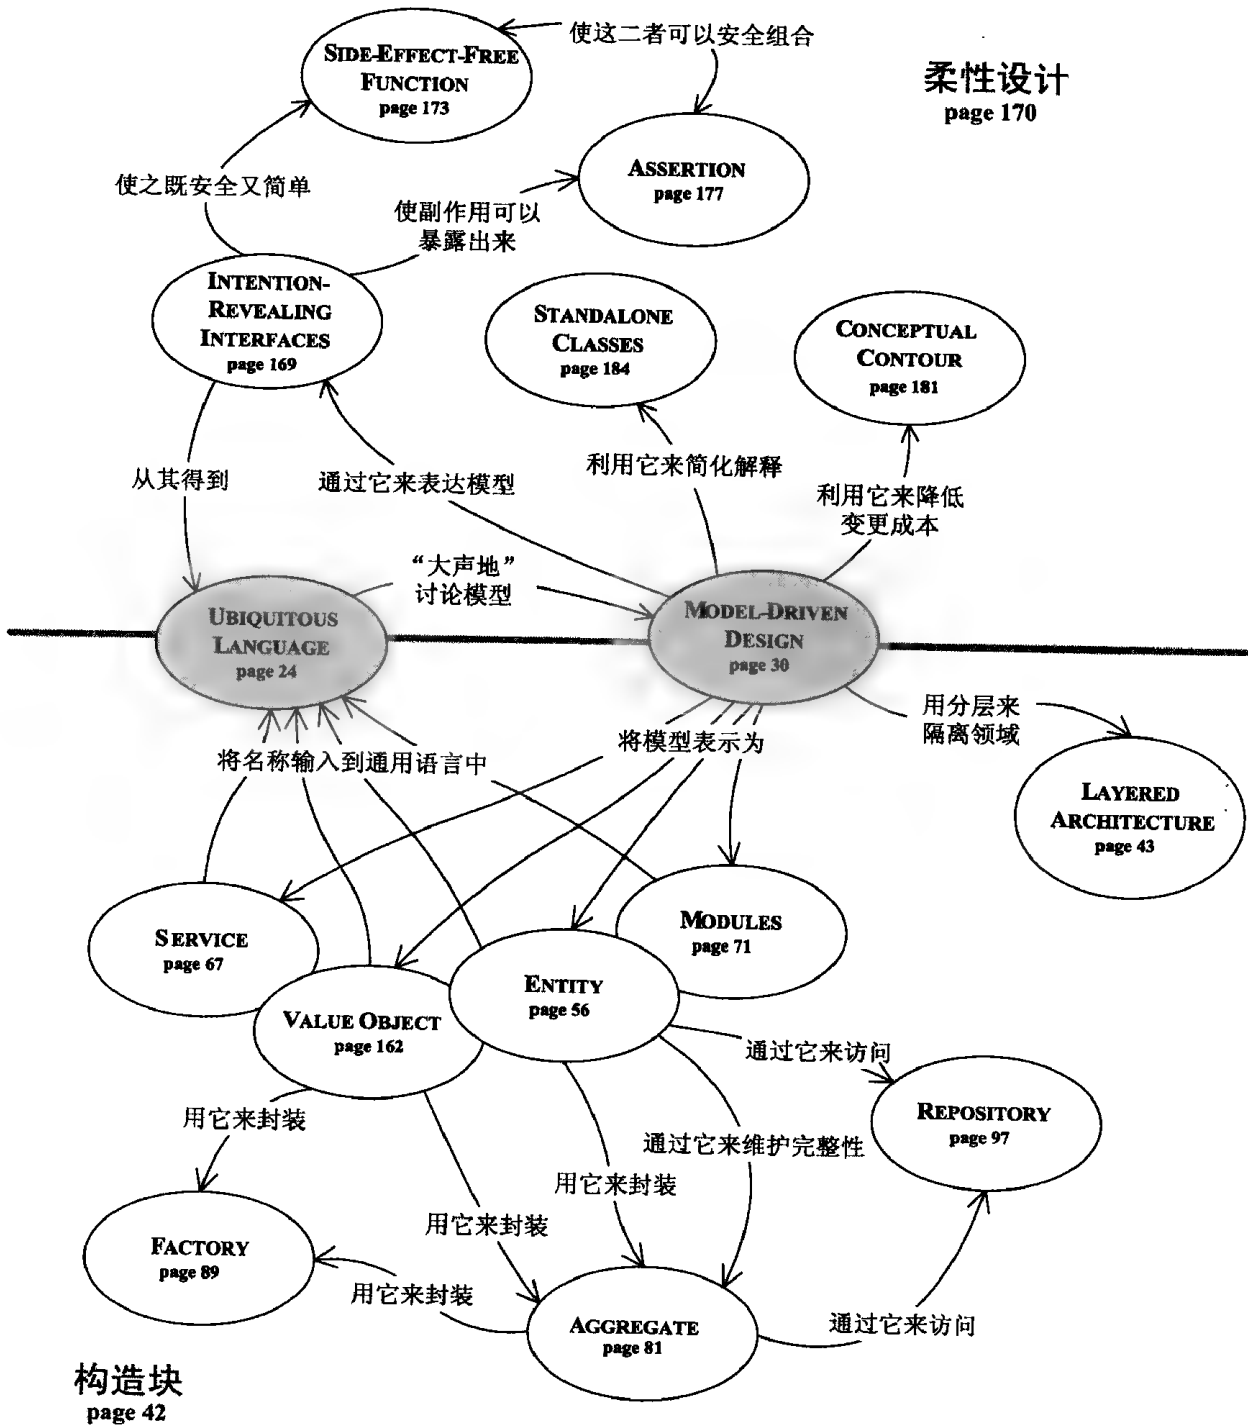 使这二者可以安全组合
SIDE-EFFECT-FREE
FUNCTION
page 173
柔性设计
page 170
ASSERTION
page 177
使之既安全又简单
使副作用可以
暴露出来
INTENTION-
REVEALING
INTERFACES
page 169
STANDALONE
CLASSES
page 184
CONCEPTUAL
CONTOUR
page 181
从其得到
通过它来表达模型
利用它来简化解释
利用它来降低
变更成本
“大声地”
讨论模型
UBIQUITOUS
LANGUAGE
page 24
MODEL-DRIVEN
DESIGN
page 30
用分层来
隔离领域
将名称输入到通用语言中
将模型表示为
LAYERED
ARCHITECTURE
page 43
SERVICE
page 67
MODULES
page 71
ENTITY
page 56
VALUE OBJECT
page 162
通过它来访问
REPOSITORY
page 97
用它来封装
通过它来维护完整性
用它来封装
用它来封装
FACTORY
page 89
用它来封装
AGGREGATE
page 81
通过它来访问
构造块
page 42